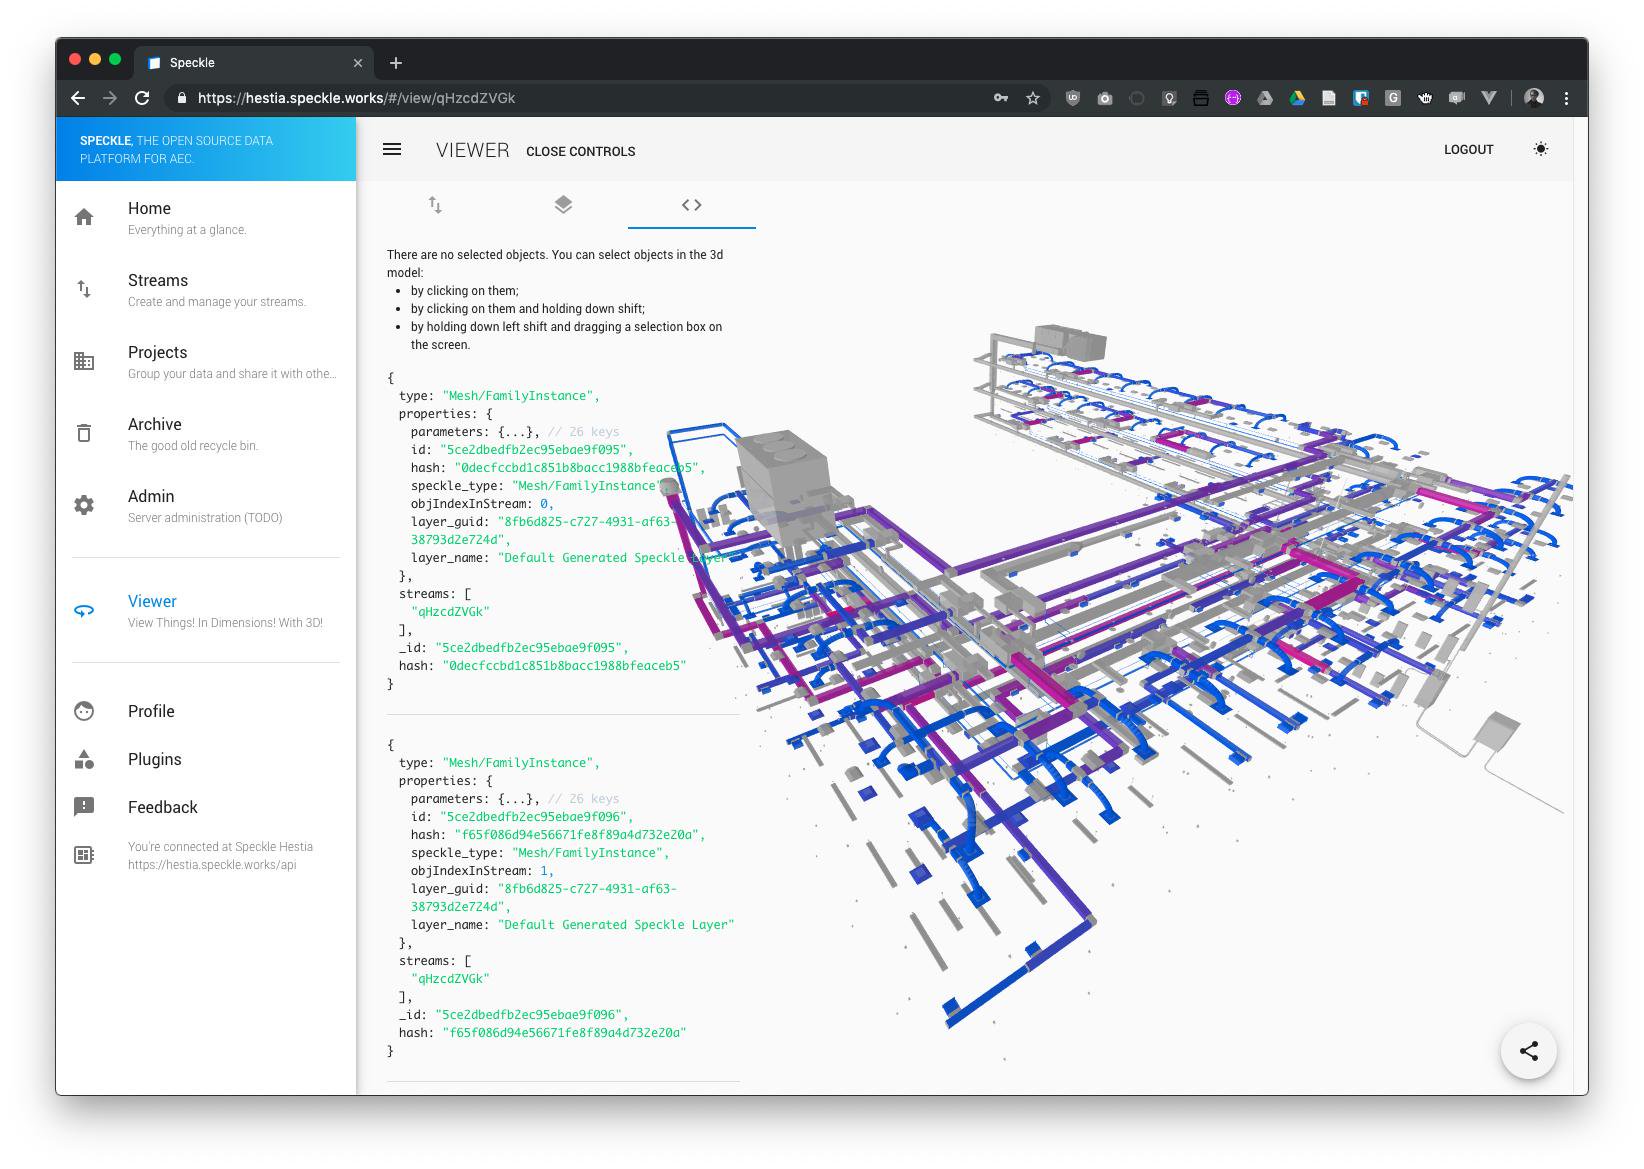 Speckle
https://hestia.speckle.works/#/view/qHzcdZVGk
SPECKLE, THE OPEN SOURCE DATA
PLATFORM FOR AEC.
VIEWER CLOSE CONTROLS
LOGOUT
Home
Everything at a glance.
Streams
Create and manage your streams.
Projects
Group your data and share it with othe...
Archive
The good old recycle bin.
Admin
Server administration (TODO)
Viewer
View Things! In Dimensions! With 3D!
Profile
Plugins
Feedback
You're connected at Speckle Hestia
https://hestia.speckle.works/api
There are no selected objects. You can select objects in the 3d
model:
• by clicking on them;
• by clicking on them and holding down shift;
• by holding down left shift and dragging a selection box on
the screen.
{
type: "Mesh/FamilyInstance",
properties: {
parameters: {...}, // 26 keys
id: "5ce2dbedfb2ec95ebae9f095",
hash: "0decfccbd1c851b8bacc1988bfeaceb5",
speckle_type: "Mesh/FamilyInstance",
objIndexInStream: 0,
layer_guid: "8fb6d825-c727-4931-af63-
38793d2e724d",
layer_name: "Default Generated Speckle Layer"
},
streams: [
"qHzcdZVGk"
],
_id: "5ce2dbedfb2ec95ebae9f095",
hash: "0decfccbd1c851b8bacc1988bfeaceb5"
}
{
type: "Mesh/FamilyInstance",
properties: {
parameters: {...}, // 26 keys
id: "5ce2dbedfb2ec95ebae9f096",
hash: "f65f086d94e56671fe8f89a4d732e20a",
speckle_type: "Mesh/FamilyInstance",
objIndexInStream: 1,
layer_guid: "8fb6d825-c727-4931-af63-
38793d2e724d",
layer_name: "Default Generated Speckle Layer"
},
streams: [
"qHzcdZVGk"
],
_id: "5ce2dbedfb2ec95ebae9f096",
hash: "f65f086d94e56671fe8f89a4d732e20a"
}